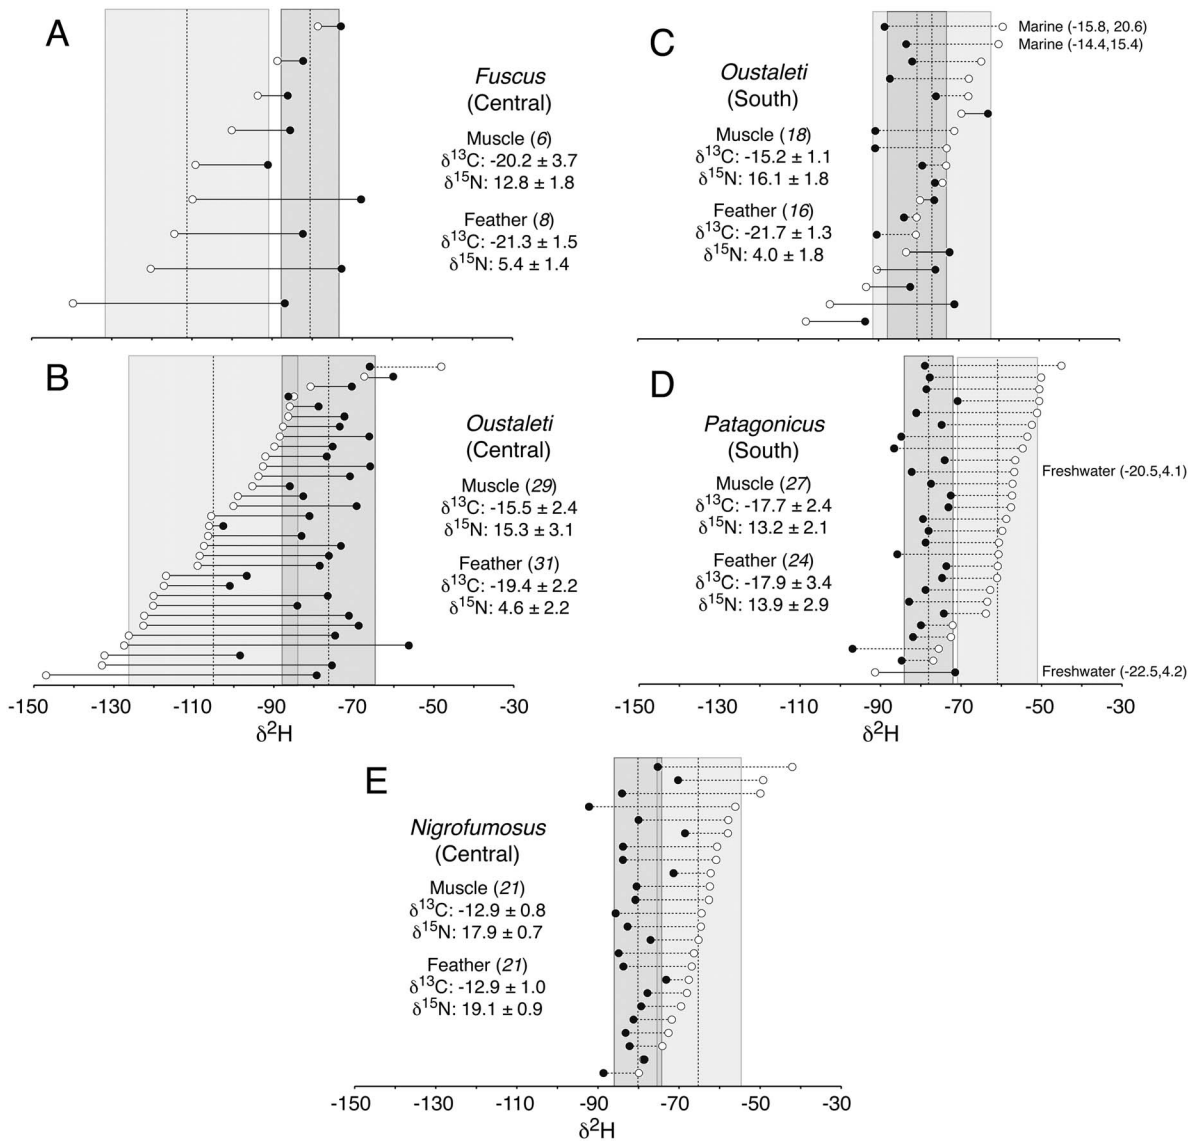 A
Fuscus
(Central)
Muscle (6)
δ13C: -20.2 ± 3.7
δ15N: 12.8 ± 1.8
Feather (8)
δ13C: -21.3 ± 1.5
δ15N: 5.4 ± 1.4
B
Oustaleti
(Central)
Muscle (29)
δ13C: -15.5 ± 2.4
δ15N: 15.3 ± 3.1
Feather (31)
δ13C: -19.4 ± 2.2
δ15N: 4.6 ± 2.2
-150 -130 -110 -90 -70 -50 -30
δ2H
C
Marine (-15.8, 20.6)
Marine (-14.4,15.4)
Oustaleti
(South)
Muscle (18)
δ13C: -15.2 ± 1.1
δ15N: 16.1 ± 1.8
Feather (16)
δ13C: -21.7 ± 1.3
δ15N: 4.0 ± 1.8
D
Patagonicus
(South)
Freshwater (-20.5,4.1)
Muscle (27)
δ13C: -17.7 ± 2.4
δ15N: 13.2 ± 2.1
Feather (24)
δ13C: -17.9 ± 3.4
δ15N: 13.9 ± 2.9
Freshwater (-22.5,4.2)
-150 -130 -110 -90 -70 -50 -30
δ2H
E
Nigrofumosus
(Central)
Muscle (21)
δ13C: -12.9 ± 0.8
δ15N: 17.9 ± 0.7
Feather (21)
δ13C: -12.9 ± 1.0
δ15N: 19.1 ± 0.9
-150 -130 -110 -90 -70 -50 -30
δ2H